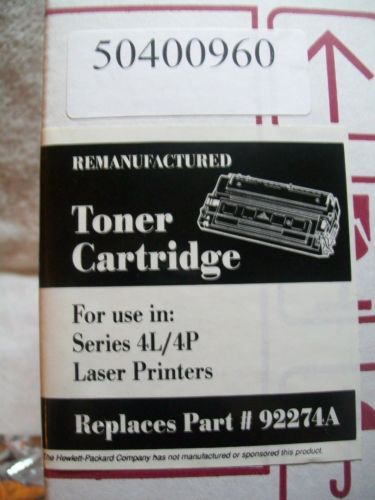 50400960
REMANUFACTURED
Toner
Cartridge
For use in:
Series 4L/4P
Laser Printers
Replaces Part # 92274A
The Hewlett-Packard Company has not manufactured or sponsored this product.